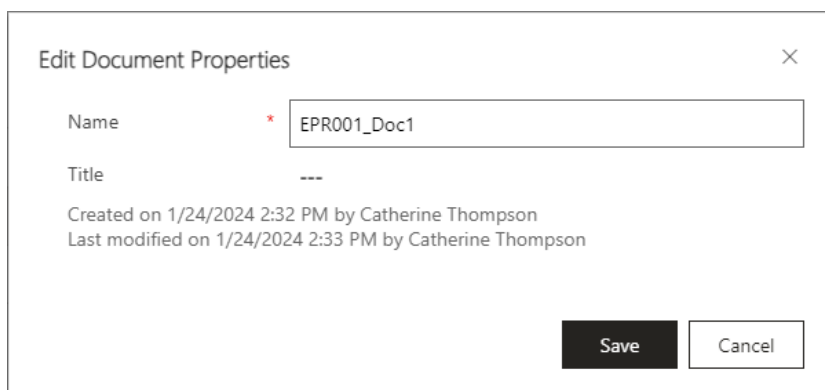 Edit Document Properties
Name * EPR001_Doc1
Title ---
Created on 1/24/2024 2:32 PM by Catherine Thompson
Last modified on 1/24/2024 2:33 PM by Catherine Thompson
Save Cancel